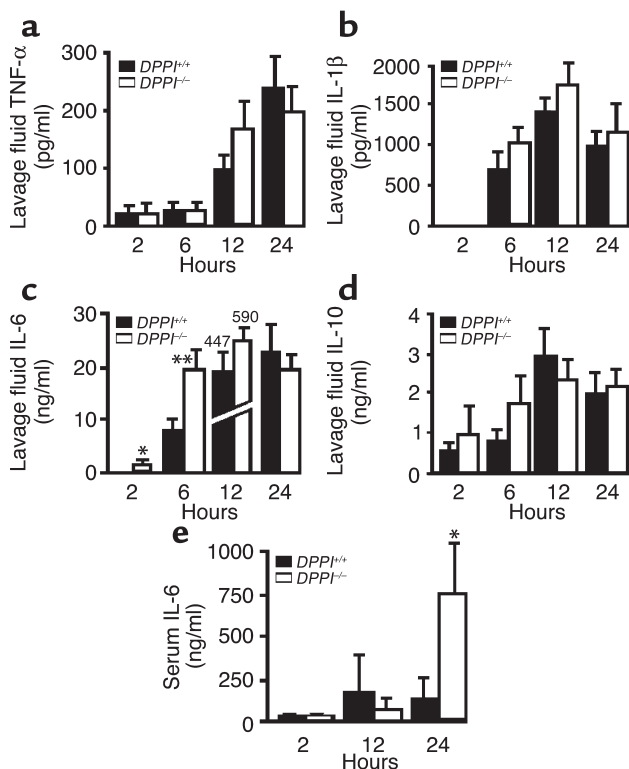 a
Lavage fluid TNF-α
(pg/ml)
300
200
100
0
DPPI+/+
DPPI−/−
2 6 12 24
Hours
b
Lavage fluid IL-1β
(pg/ml)
2000
1500
1000
500
0
DPPI+/+
DPPI−/−
6 12 24
2
Hours
c
Lavage fluid IL-6
(ng/ml)
30
20
10
0
DPPI+/+
DPPI−/−
*
**
447
590
2 6 12 24
Hours
d
Lavage fluid IL-10
(ng/ml)
4
3
2
1
0
DPPI+/+
DPPI−/−
2 6 12 24
Hours
e
Serum IL-6
(ng/ml)
1000
750
500
250
0
DPPI+/+
DPPI−/−
*
2 12 24
Hours